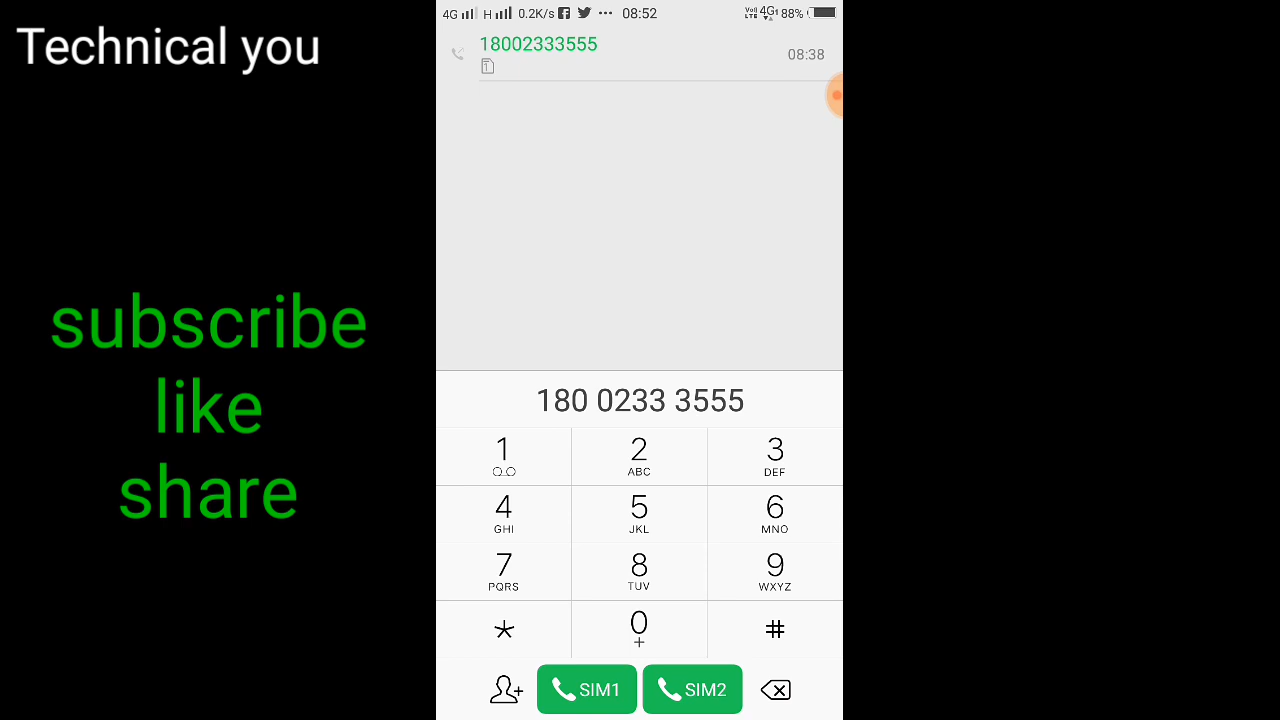 Technical you
subscribe
like
share
4G H 0.2K/s ••• 08:52 VoLTE 4G 88%
18002333555
1
08:38
180 0233 3555
1 2 3
ABC DEF
4 5 6
GHI JKL MNO
7 8 9
PQRS TUV WXYZ
* 0 #
+
SIM1 SIM2